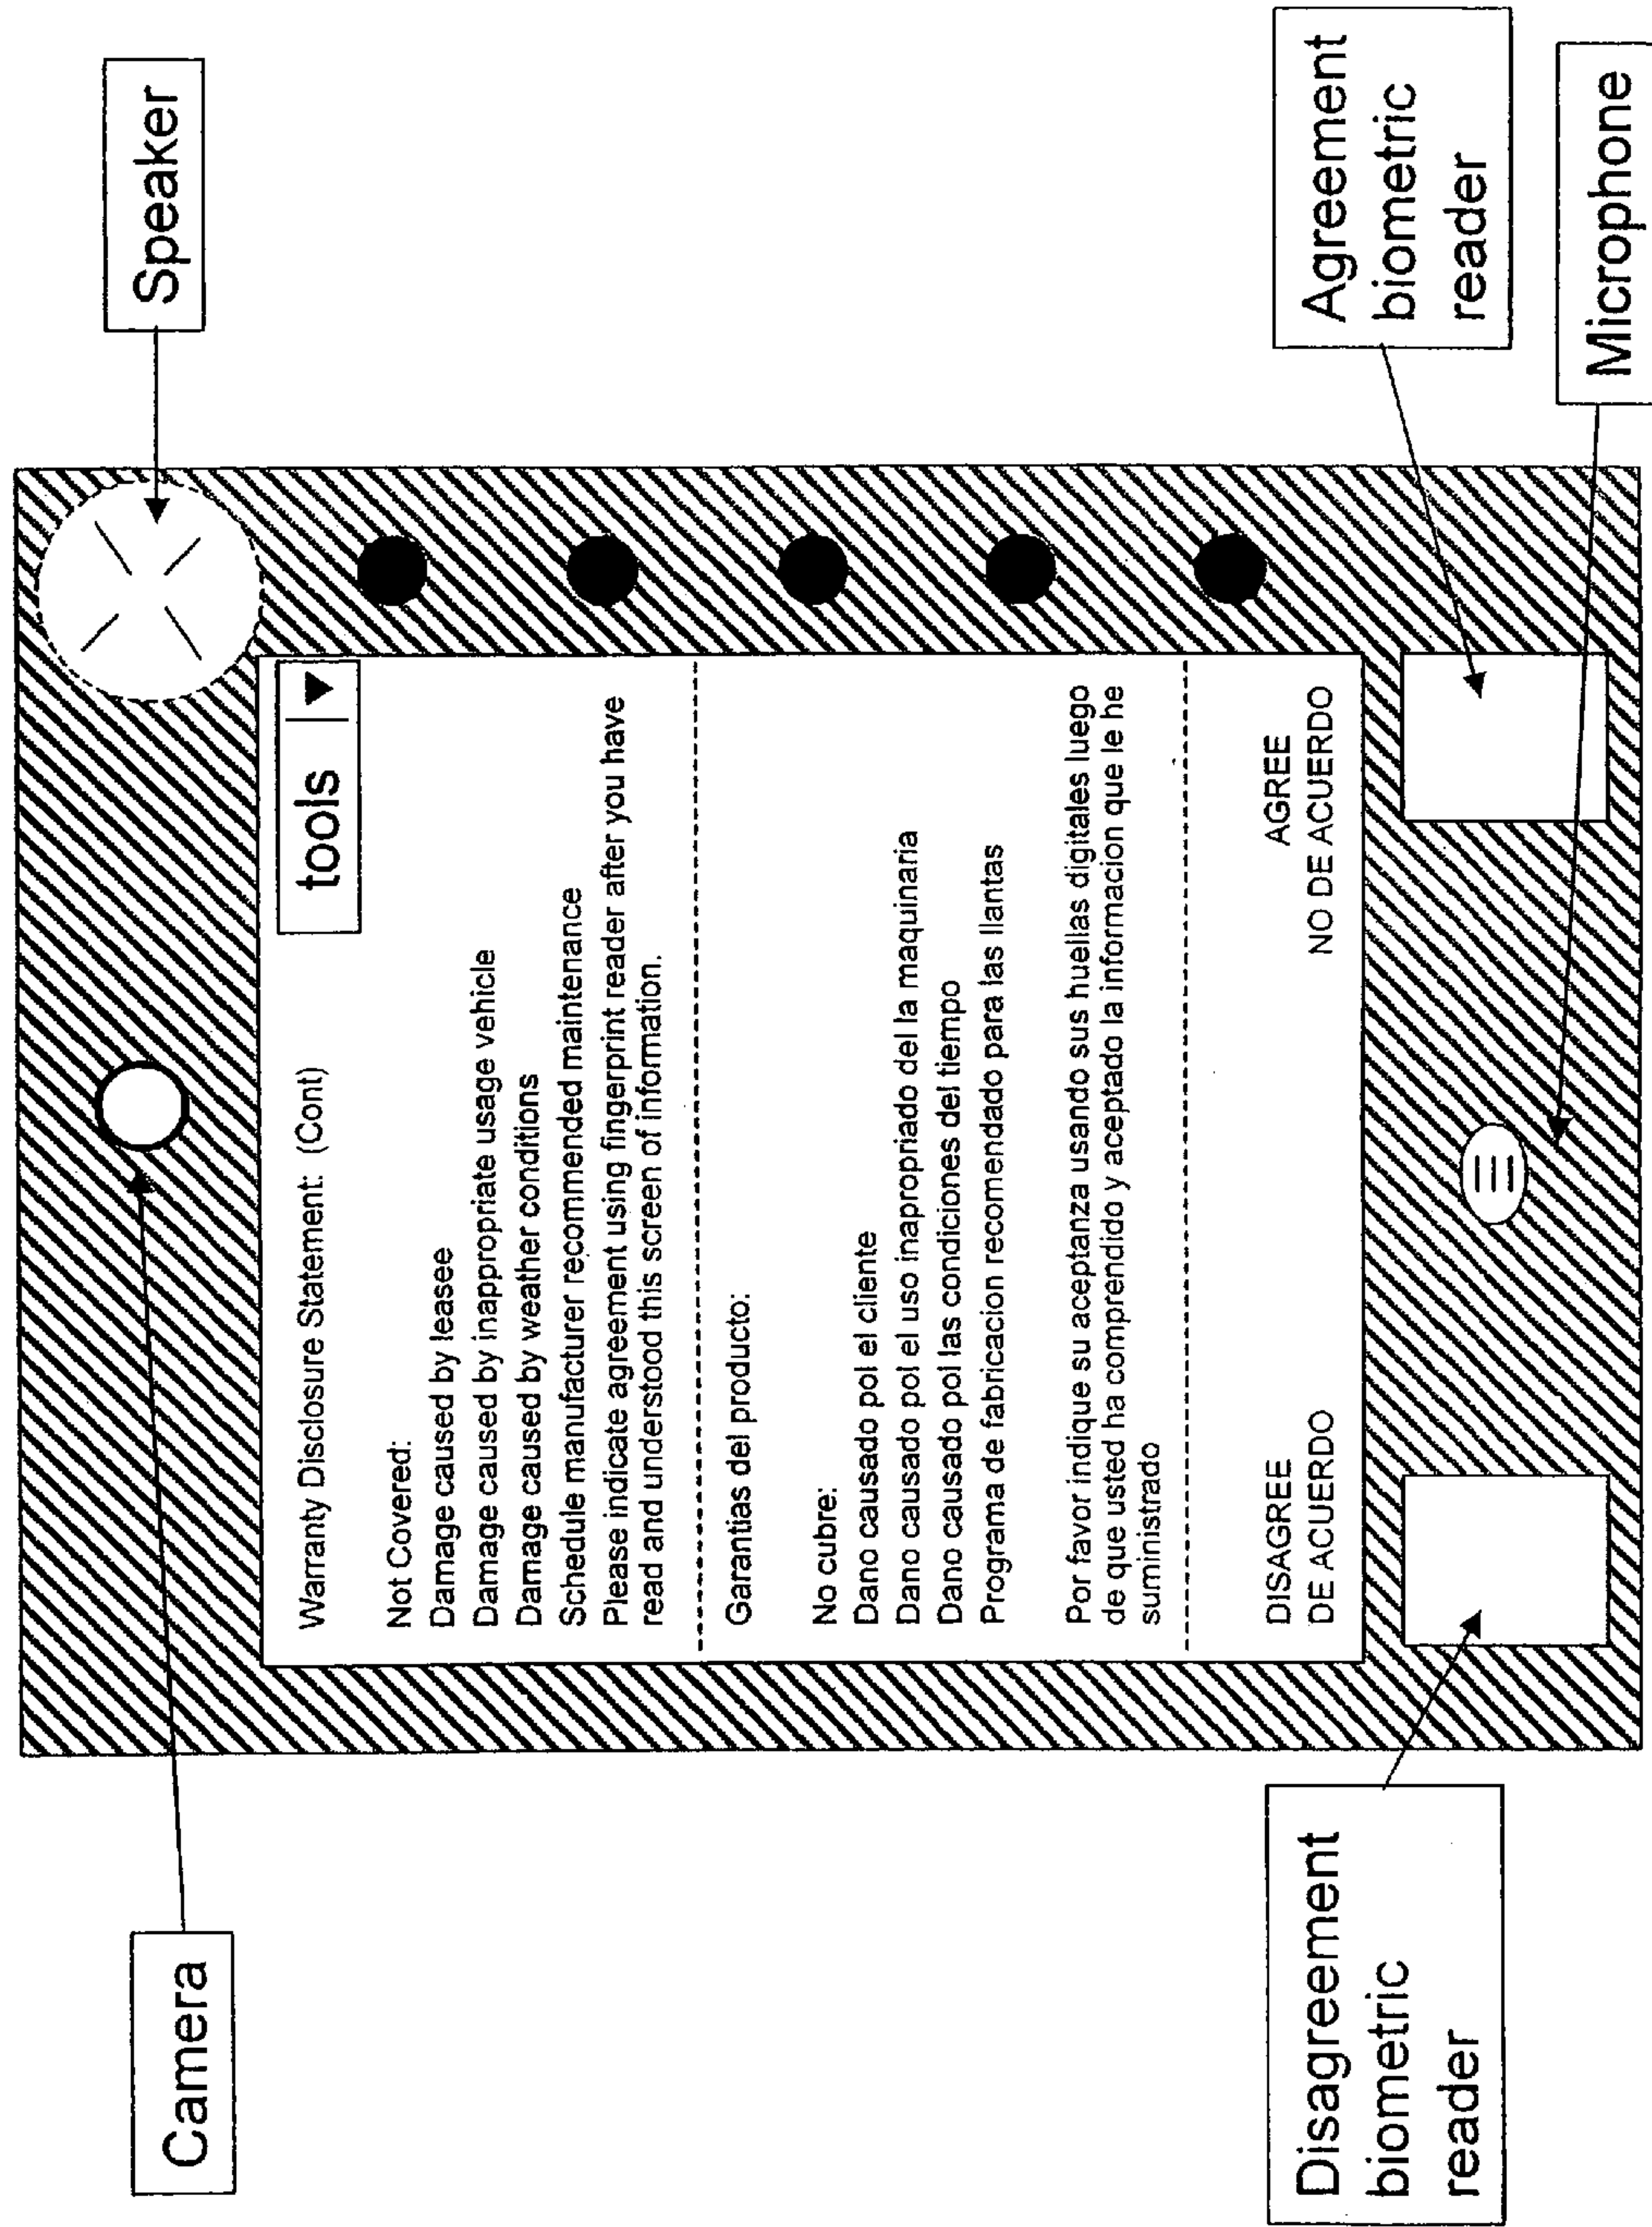 Camera
Speaker
tools
Warranty Disclosure Statement: (Cont)
Not Covered:
Damage caused by leasee
Damage caused by inappropriate usage vehicle
Damage caused by weather conditions
Schedule manufacturer recommended maintenance
Please indicate agreement using fingerprint reader after you have
read and understood this screen of information.
Garantias del producto:
No cubre:
Dano causado pol el cliente
Dano causado pol el uso inapropriado del la maquinaria
Dano causado pol las condiciones del tiempo
Programa de fabricacion recomendado para las llantas
Por favor indique su aceptanza usando sus huellas digitales luego
de que usted ha comprendido y aceptado la informacion que le he
suministrado
DISAGREE
DE ACUERDO
AGREE
NO DE ACUERDO
Disagreement
biometric
reader
Agreement
biometric
reader
Microphone